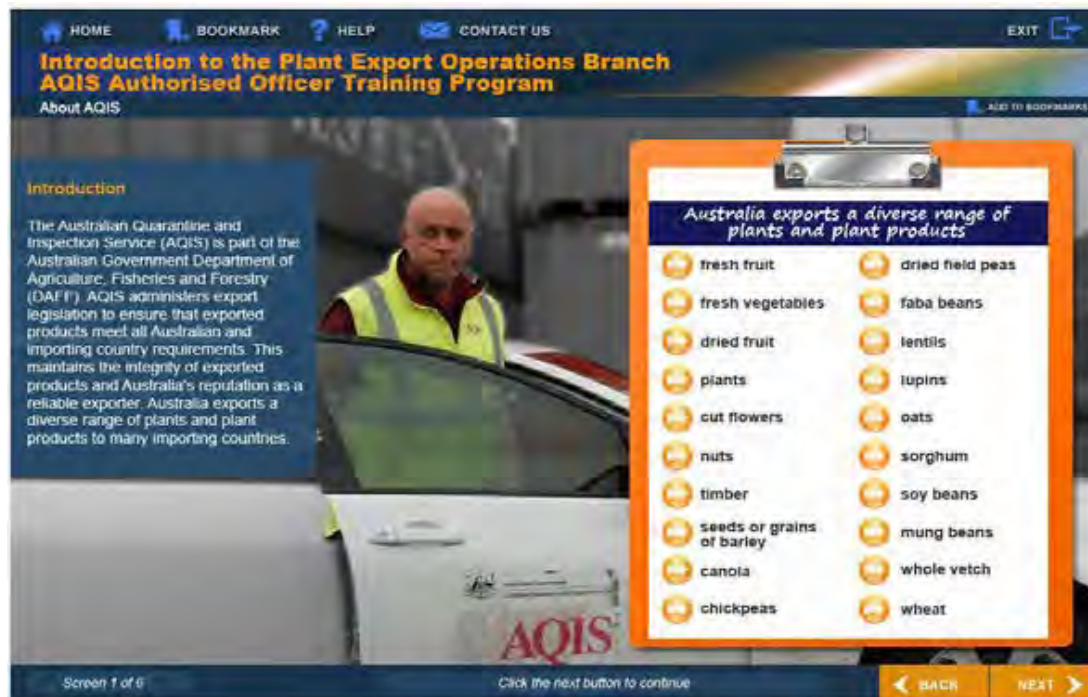 HOME
BOOKMARK
HELP
CONTACT US
EXIT
Introduction to the Plant Export Operations Branch
AQIS Authorised Officer Training Program
About AQIS
ADD TO BOOKMARKS
Introduction
The Australian Quarantine and
Inspection Service (AQIS) is part of the
Australian Government Department of
Agriculture, Fisheries and Forestry
(DAFF). AQIS administers export
legislation to ensure that exported
products meet all Australian and
importing country requirements. This
maintains the integrity of exported
products and Australia's reputation as a
reliable exporter. Australia exports a
diverse range of plants and plant
products to many importing countries.
Australia exports a diverse range of
plants and plant products
fresh fruit
fresh vegetables
dried fruit
plants
cut flowers
nuts
timber
seeds or grains
of barley
canola
chickpeas
dried field peas
faba beans
lentils
lupins
oats
sorghum
soy beans
mung beans
whole vetch
wheat
AQIS
Screen 1 of 6
Click the next button to continue
BACK
NEXT